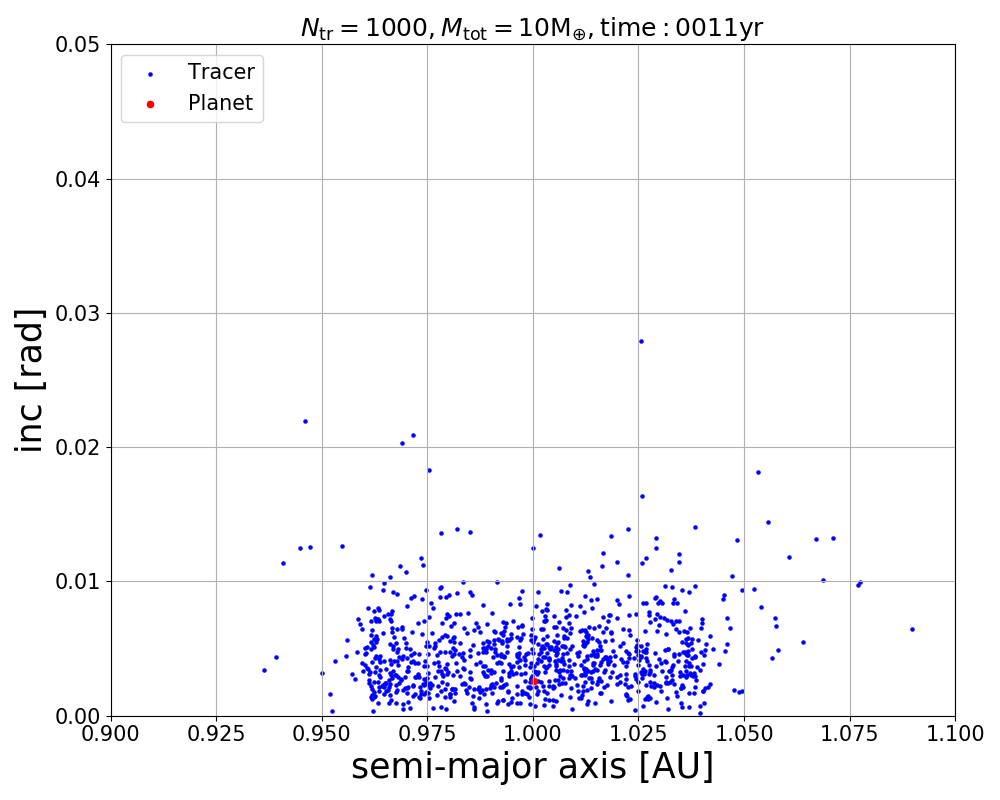 N_tr = 1000, M_tot = 10M_⊕, time : 0011yr
0.05
Tracer
Planet
0.04
0.03
0.02
0.01
0.00
inc [rad]
0.900 0.925 0.950 0.975 1.000 1.025 1.050 1.075 1.100
semi-major axis [AU]